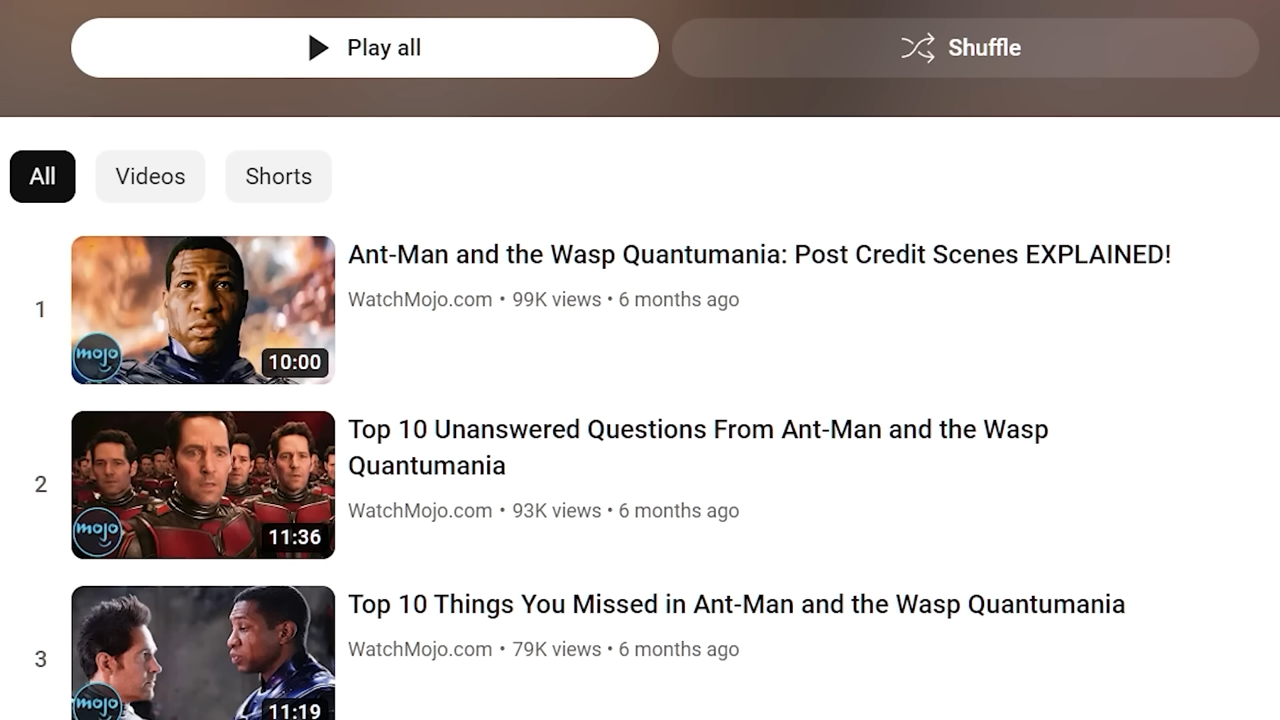 Play all
Shuffle
All
Videos
Shorts
1
mojo
10:00
Ant-Man and the Wasp Quantumania: Post Credit Scenes EXPLAINED!
WatchMojo.com • 99K views • 6 months ago
2
mojo
11:36
Top 10 Unanswered Questions From Ant-Man and the Wasp
Quantumania
WatchMojo.com • 93K views • 6 months ago
3
mojo
11:19
Top 10 Things You Missed in Ant-Man and the Wasp Quantumania
WatchMojo.com • 79K views • 6 months ago